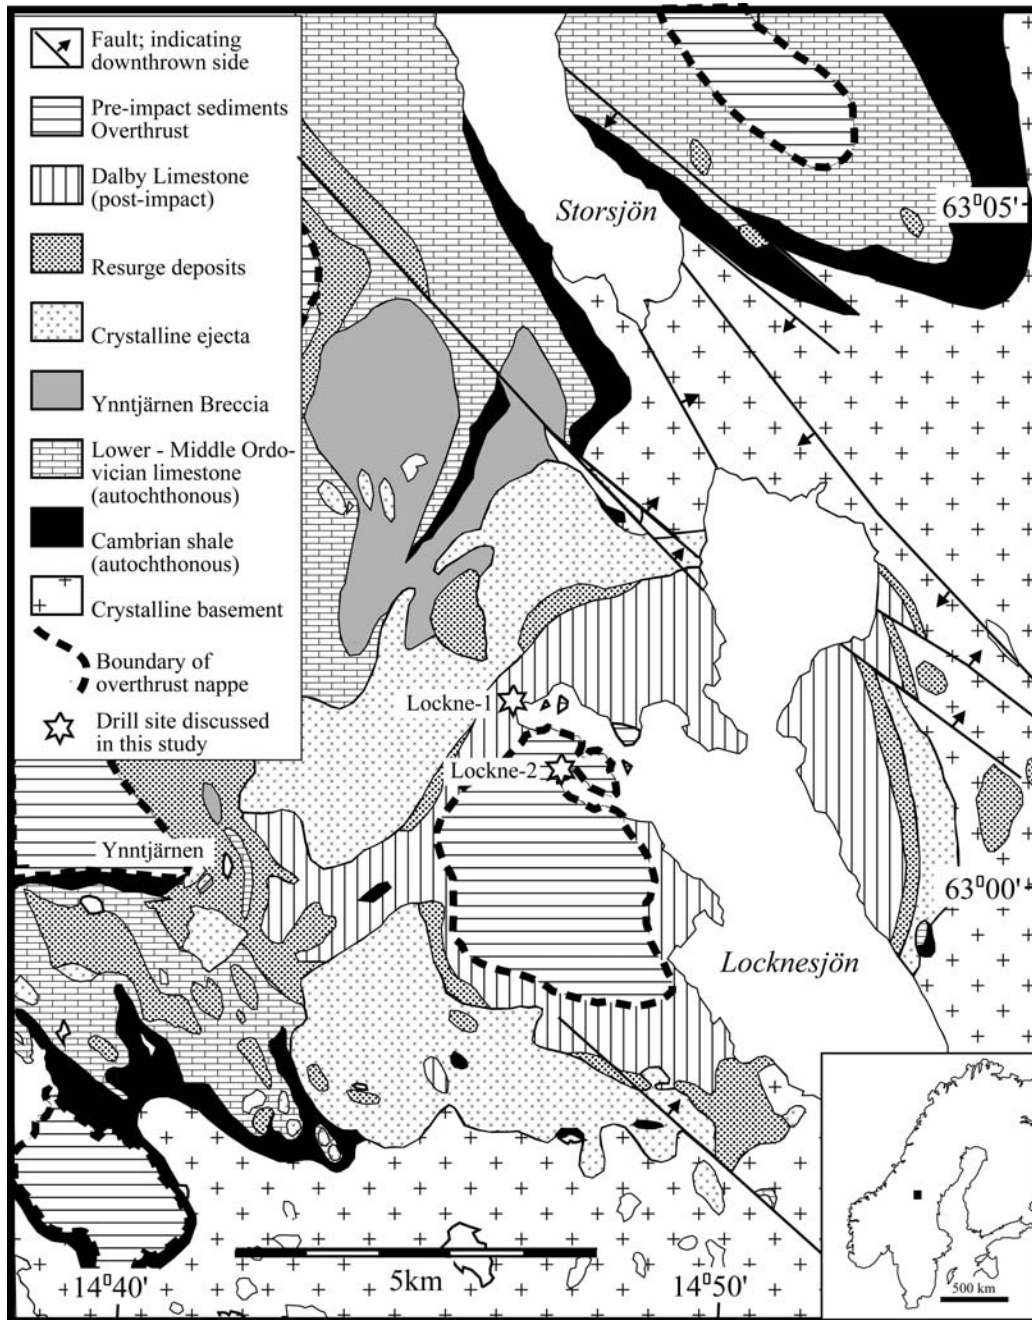 Fault; indicating
downthrown side
Pre-impact sediments
Overthrust
Dalby Limestone
(post-impact)
Resurge deposits
Crystalline ejecta
Ynntjärnen Breccia
Lower - Middle Ordo-
vician limestone
(autochthonous)
Cambrian shale
(autochthonous)
Crystalline basement
Boundary of
overthrust nappe
Drill site discussed
in this study
Storsjön
63▯05'
Lockne-1
Lockne-2
Ynntjärnen
63▯00'
Locknesjön
5km
14▯40'
14▯50'
500 km